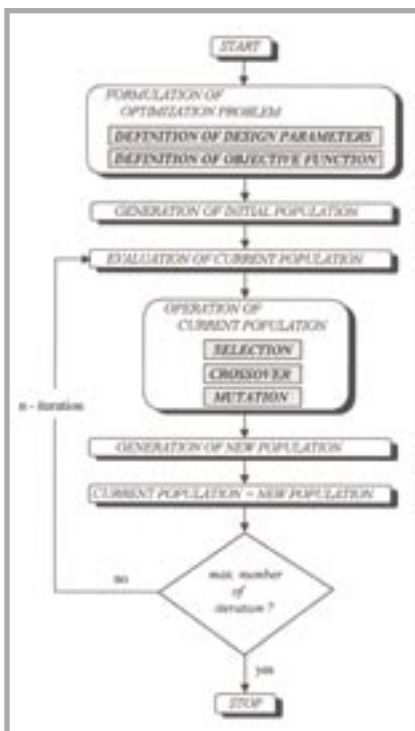 START
FORMULATION OF
OPTIMIZATION PROBLEM
DEFINITION OF DESIGN PARAMETERS
DEFINITION OF OBJECTIVE FUNCTION
GENERATION OF INITIAL POPULATION
EVALUATION OF CURRENT POPULATION
OPERATION OF
CURRENT POPULATION
SELECTION
CROSSOVER
MUTATION
n - iteration
GENERATION OF NEW POPULATION
CURRENT POPULATION = NEW POPULATION
max. number
of
iteration ?
no
yes
STOP